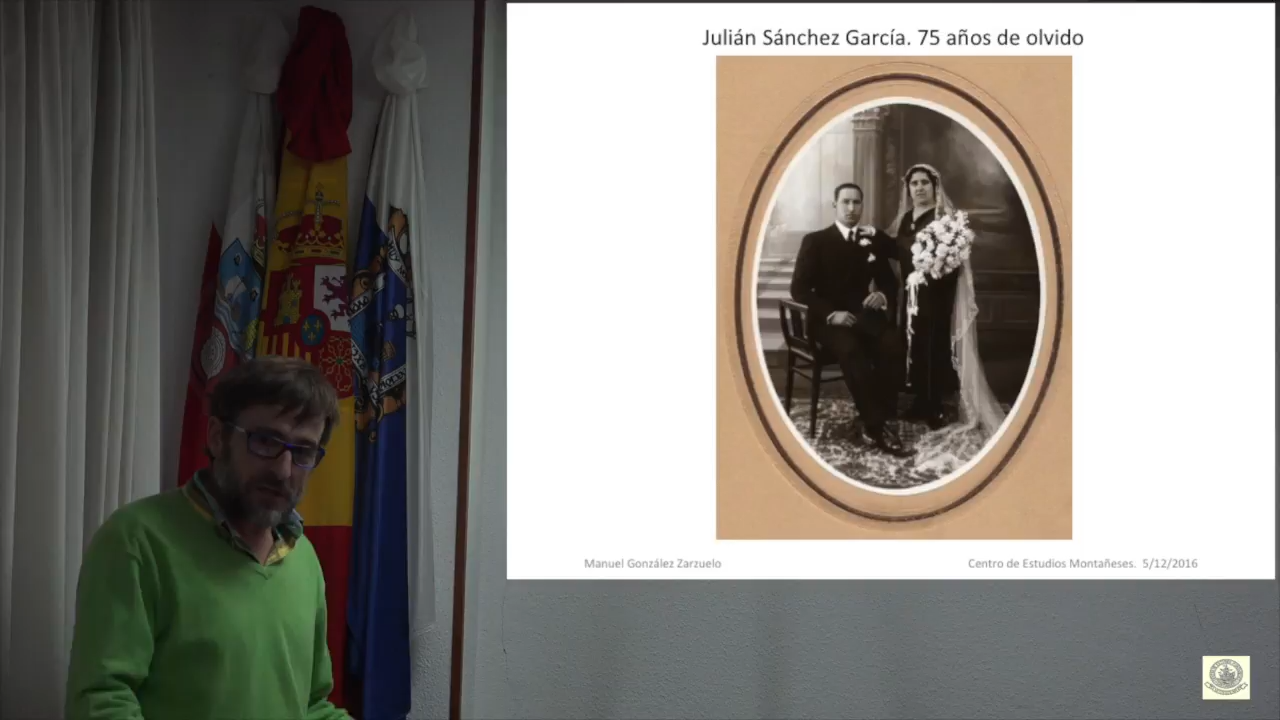 Julián Sánchez García. 75 años de olvido
Manuel González Zarzuelo
Centro de Estudios Montañeses. 5/12/2016